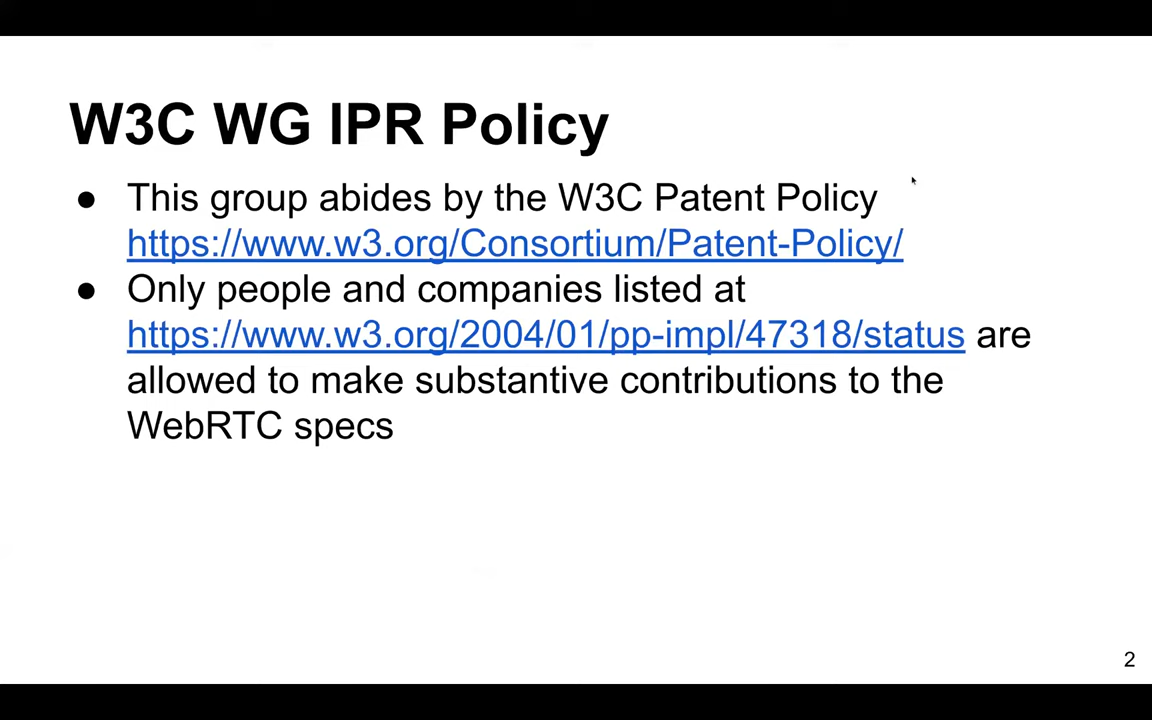 W3C WG IPR Policy
● This group abides by the W3C Patent Policy
https://www.w3.org/Consortium/Patent-Policy/
● Only people and companies listed at
https://www.w3.org/2004/01/pp-impl/47318/status are
allowed to make substantive contributions to the
WebRTC specs
2